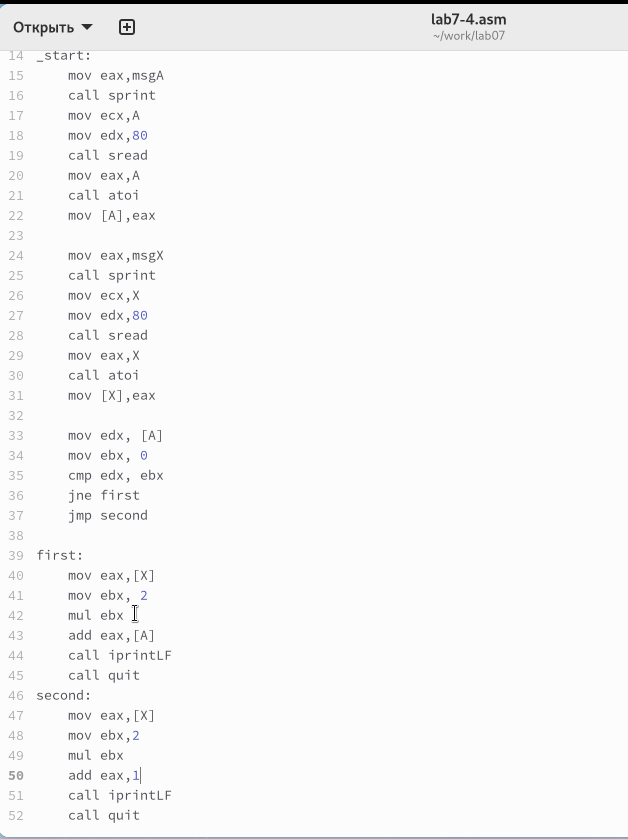 Открыть
lab7-4.asm
~/work/lab07
14 _start:
15 mov eax,msgA
16 call sprint
17 mov ecx,A
18 mov edx,80
19 call sread
20 mov eax,A
21 call atoi
22 mov [A],eax
23
24 mov eax,msgX
25 call sprint
26 mov ecx,X
27 mov edx,80
28 call sread
29 mov eax,X
30 call atoi
31 mov [X],eax
32
33 mov edx, [A]
34 mov ebx, 0
35 cmp edx, ebx
36 jne first
37 jmp second
38
39 first:
40 mov eax,[X]
41 mov ebx, 2
42 mul ebx
43 add eax,[A]
44 call iprintLF
45 call quit
46 second:
47 mov eax,[X]
48 mov ebx,2
49 mul ebx
50 add eax,1
51 call iprintLF
52 call quit